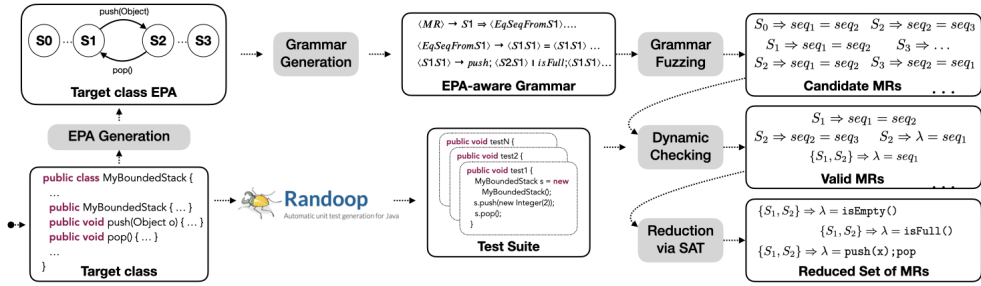 push(Object)
S0 ... S1 S2 ... S3
pop()
Target class EPA
EPA Generation
public class MyBoundedStack {
...
public MyBoundedStack { ... }
public void push(Object o) { ... }
public void pop() { ... }
...
}
Target class
Grammar
Generation
⟨MR⟩ → S1 ⇒ ⟨EqSeqFromS1⟩....
⟨EqSeqFromS1⟩ → ⟨S1S1⟩ = ⟨S1S1⟩ ...
⟨S1S1⟩ → push; ⟨S2S1⟩ | isFull; ⟨S1S1⟩...
EPA-aware Grammar
Grammar
Fuzzing
S₀ ⇒ seq₁ = seq₂ S₂ ⇒ seq₂ = seq₃
S₁ ⇒ seq₁ = seq₂ S₃ ⇒ ...
S₂ ⇒ seq₁ = seq₂ S₃ ⇒ seq₂ = seq₁
Candidate MRs ...
Randoop
Automatic unit test generation for Java
public void testN {
public void test2 {
public void test1 {
MyBoundedStack s = new
MyBoundedStack();
s.push(new Integer(2));
s.pop();
}
Test Suite
Dynamic
Checking
S₁ ⇒ seq₁ = seq₂
S₂ ⇒ seq₂ = seq₃ S₂ ⇒ λ = seq₁
{S₁, S₂} ⇒ λ = seq₁
Valid MRs ...
Reduction
via SAT
{S₁, S₂} ⇒ λ = isEmpty()
{S₁, S₂} ⇒ λ = isFull()
{S₁, S₂} ⇒ λ = push(x);pop
Reduced Set of MRs